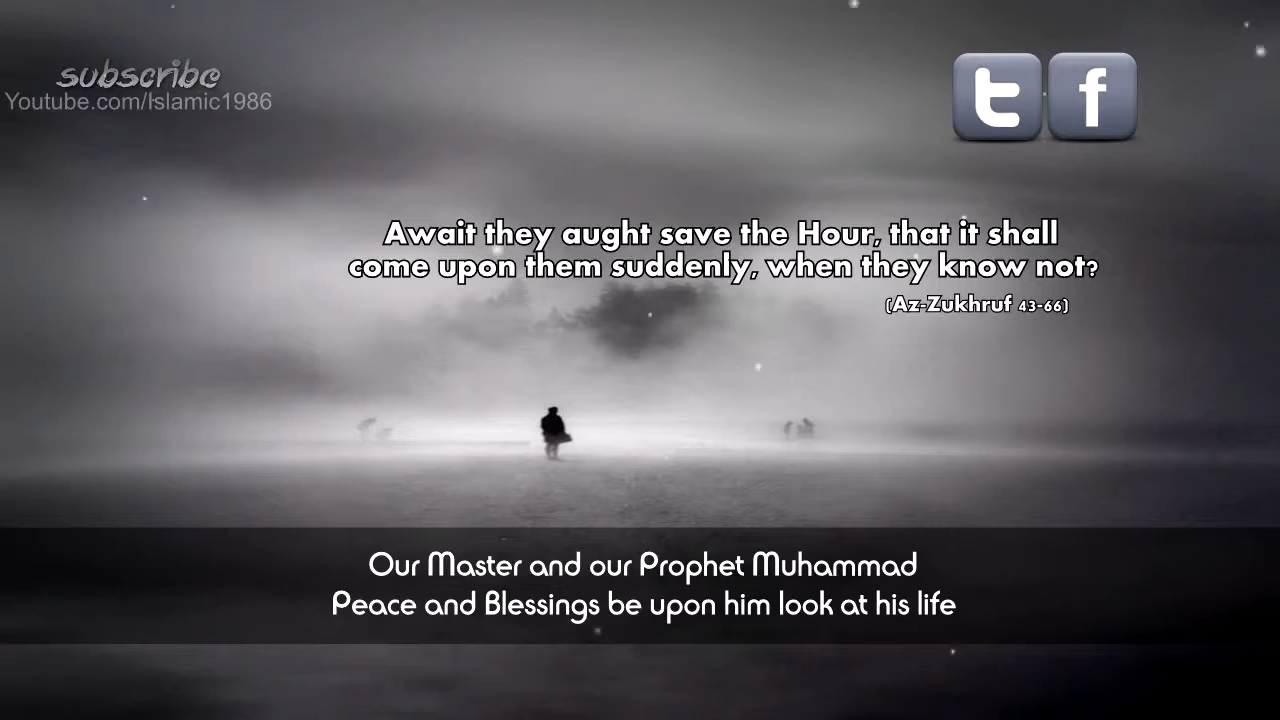 subscribe
Youtube.com/Islamic1986
Await they aught save the Hour, that it shall
come upon them suddenly, when they know not?
(Az-Zukhruf 43-66)
Our Master and our Prophet Muhammad
Peace and Blessings be upon him look at his life